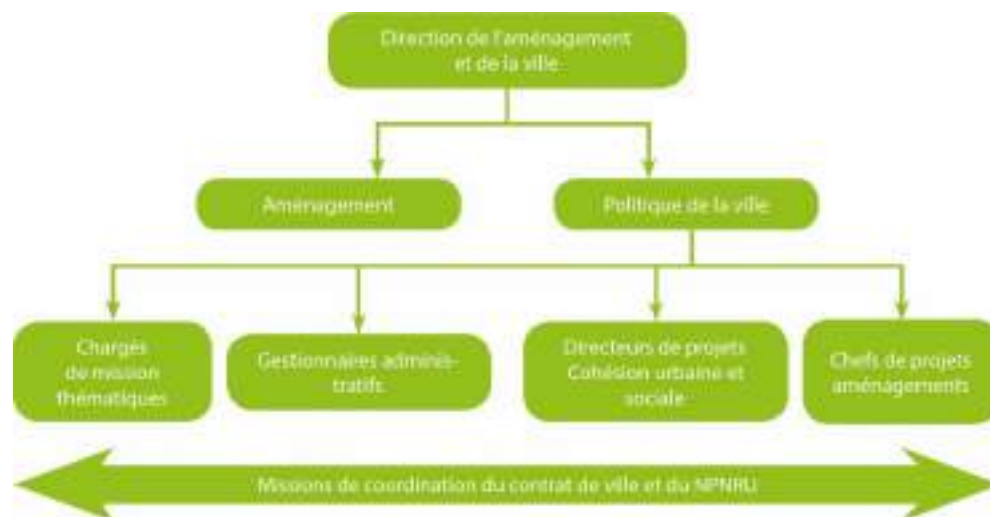 Direction de l'aménagement
et de la ville
Aménagement
Politique de la ville
Chargés
de mission
thématiques
Gestionnaires adminis-
tratifs
Directeurs de projets
Cohésion urbaine et
sociale
Chefs de projets
aménagements
Missions de coordination du contrat de ville et du NPNRU